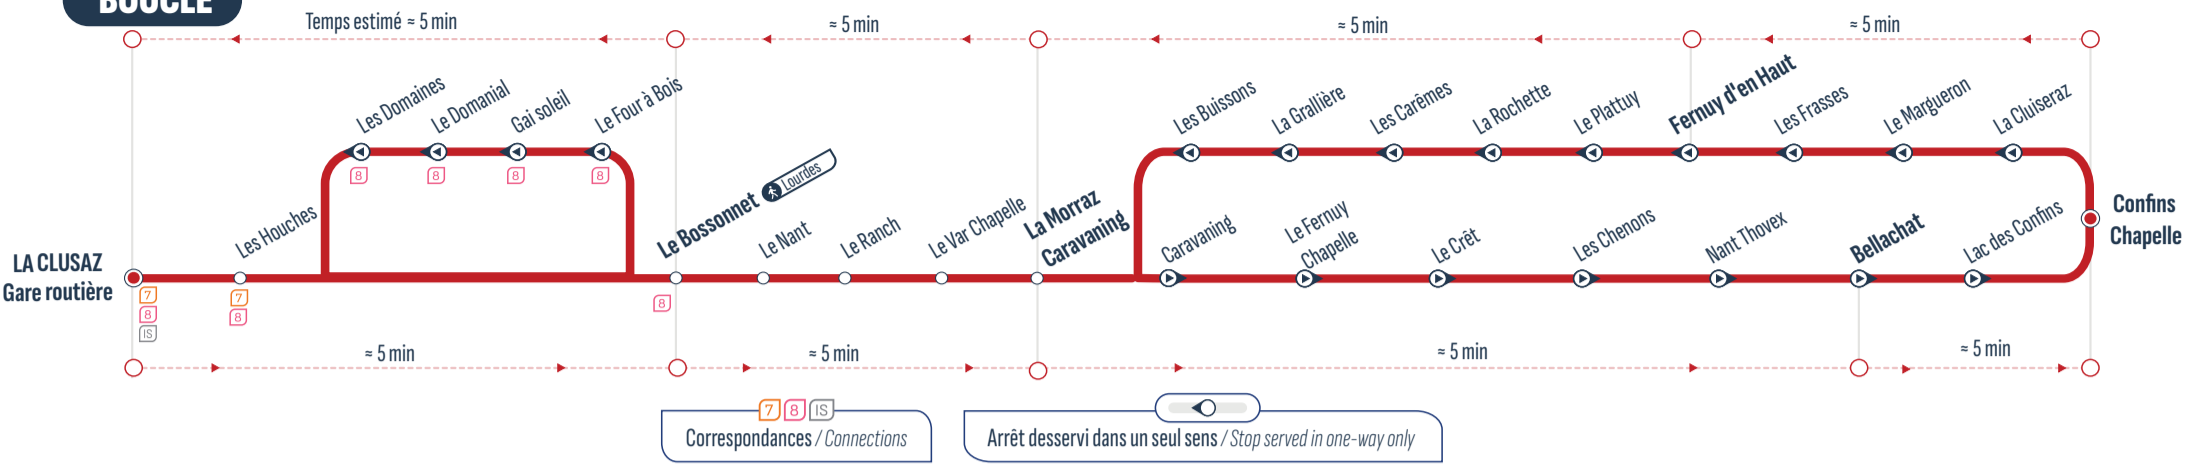 BOUCLE
Temps estimé ≈ 5 min
≈ 5 min
≈ 5 min
≈ 5 min
Les Domaines
Le Domanial
Gai soleil
Le Four à Bois
Les Buissons
La Grallière
Les Carêmes
La Rochette
Le Plattuy
Fernuy d'en Haut
Les Frasses
Le Margueron
La Cluiseraz
8
8
8
8
LA CLUSAZ
Gare routière
Les Houches
Le Bossonnet
Lourdes
Le Nant
Le Ranch
Le Var Chapelle
La Morraz
Caravaning
Caravaning
Le Fernuy
Chapelle
Le Crêt
Les Chenons
Nant Thovex
Bellachat
Lac des Confins
Confins
Chapelle
7
8
IS
7
8
8
≈ 5 min
≈ 5 min
≈ 5 min
≈ 5 min
7 8 IS
Correspondances / Connections
Arrêt desservi dans un seul sens / Stop served in one-way only